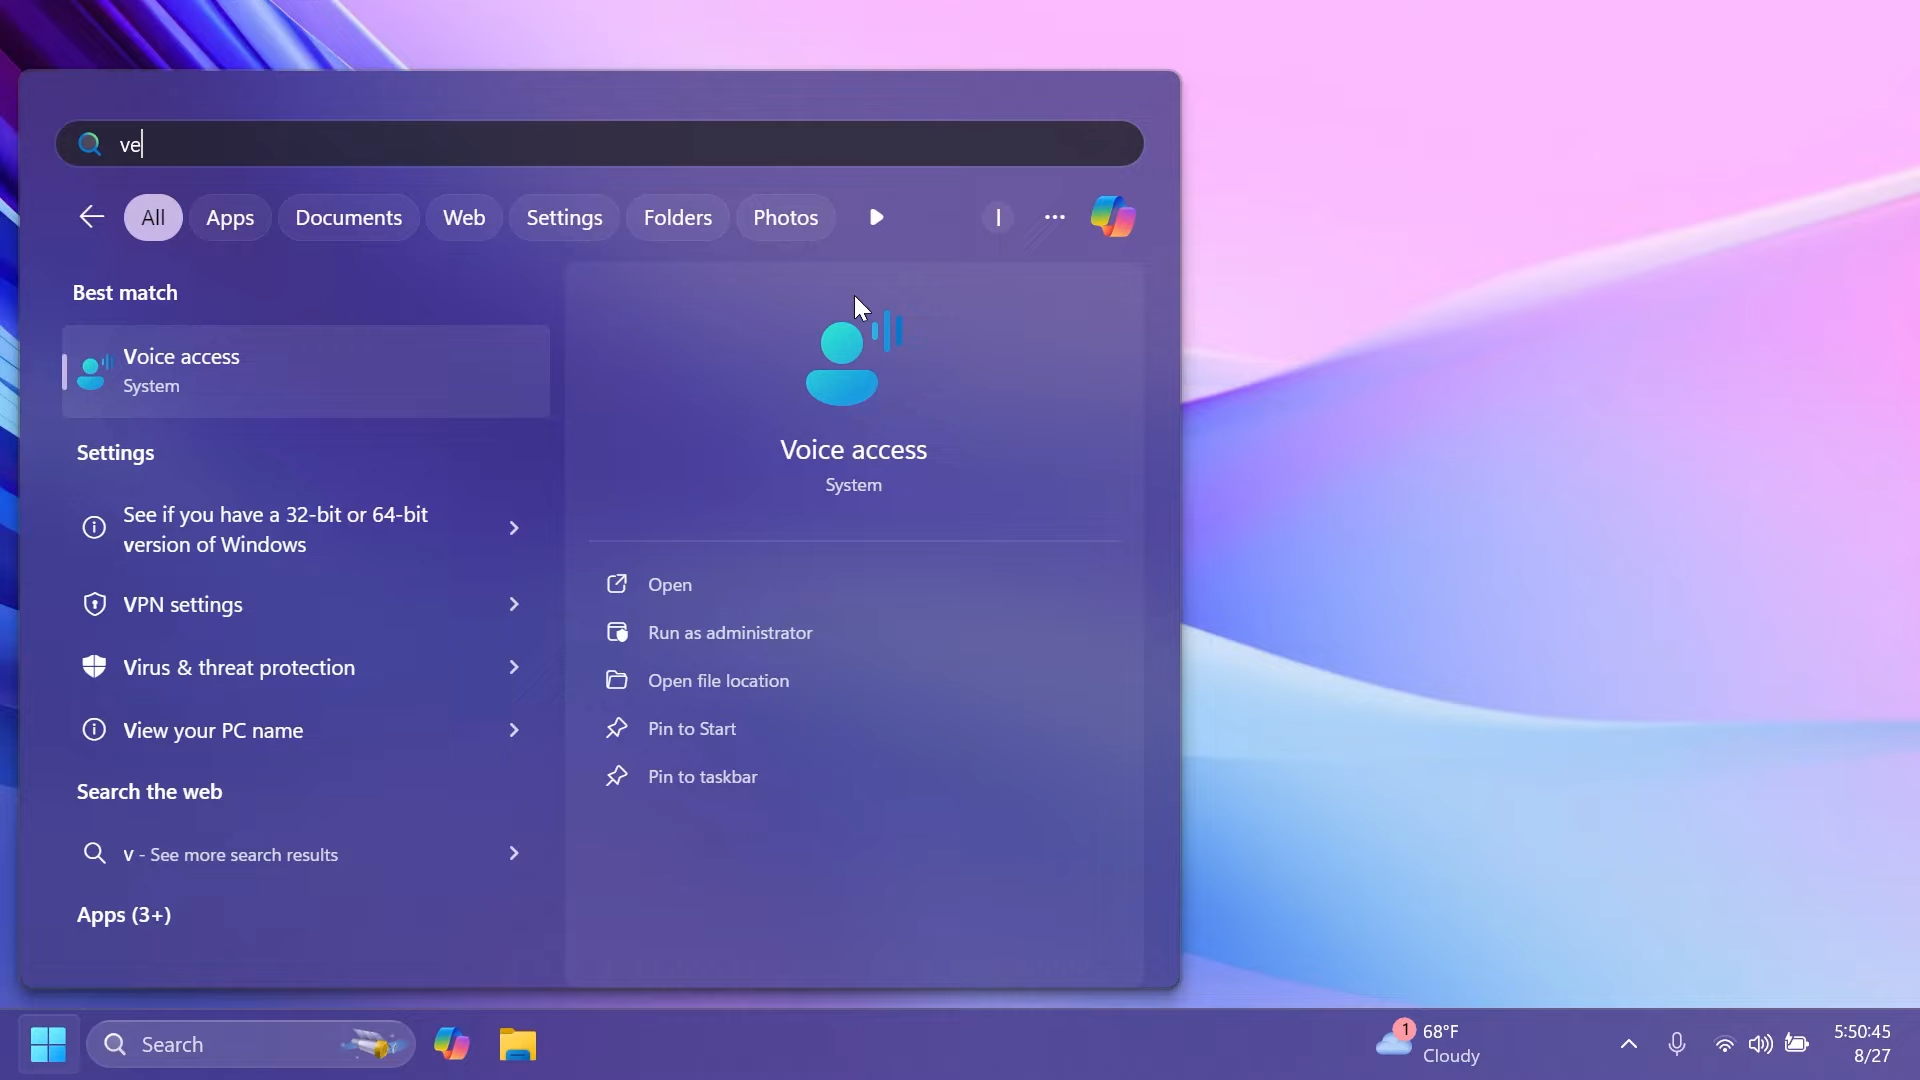 ve
All
Apps
Documents
Web
Settings
Folders
Photos
I
Best match
Voice access
System
Settings
See if you have a 32-bit or 64-bit
version of Windows
VPN settings
Virus & threat protection
View your PC name
Search the web
v - See more search results
Apps (3+)
Voice access
System
Open
Run as administrator
Open file location
Pin to Start
Pin to taskbar
Search
1
68°F
Cloudy
5:50:45
8/27